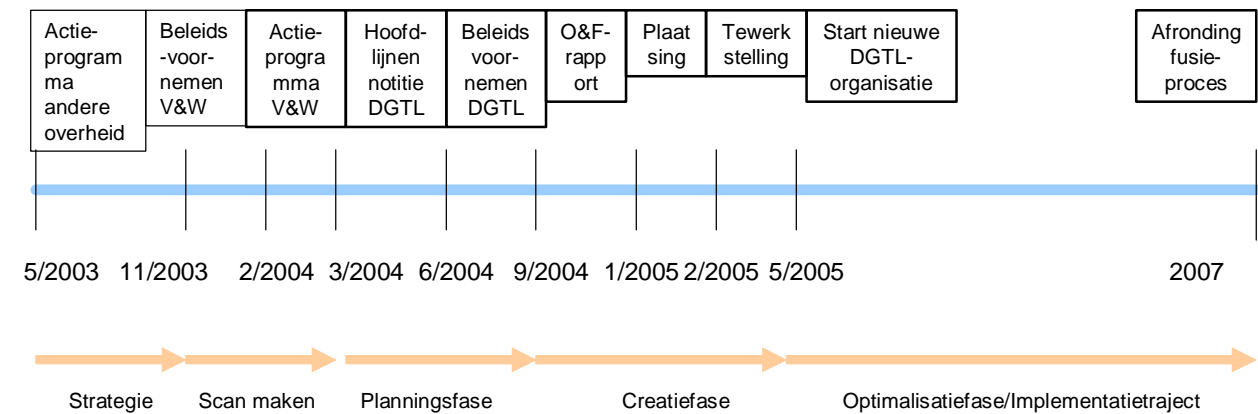 Actie-
program
ma
andere
overheid
Beleids
-voor-
nemen
V&W
Actie-
progra
mma
V&W
Hoofd-
lijnen
notitie
DGTL
Beleids
voor-
nemen
DGTL
O&F-
rapp
ort
Plaat
sing
Tewerk
stelling
Start nieuwe
DGTL-
organisatie
Afronding
fusie-
proces
5/2003 11/2003 2/2004 3/2004 6/2004 9/2004 1/2005 2/2005 5/2005 2007
Strategie Scan maken Planningsfase Creatiefase Optimalisatiefase/Implementatietraject